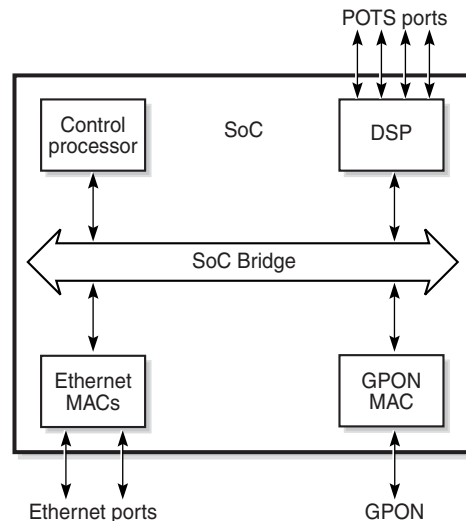 POTS ports
Control
processor
SoC
DSP
SoC Bridge
Ethernet
MACs
GPON
MAC
Ethernet ports
GPON